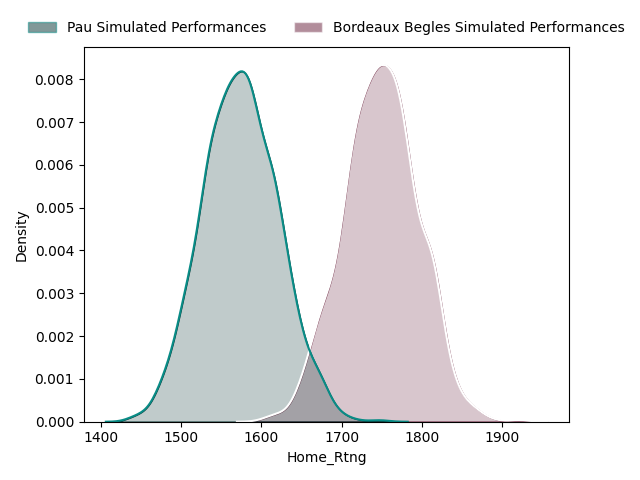 Pau Simulated Performances Bordeaux Begles Simulated Performances
0.008
0.007
0.006
0.005
0.004
0.003
0.002
0.001
0.000
Density
1400 1500 1600 1700 1800 1900
Home_Rtng